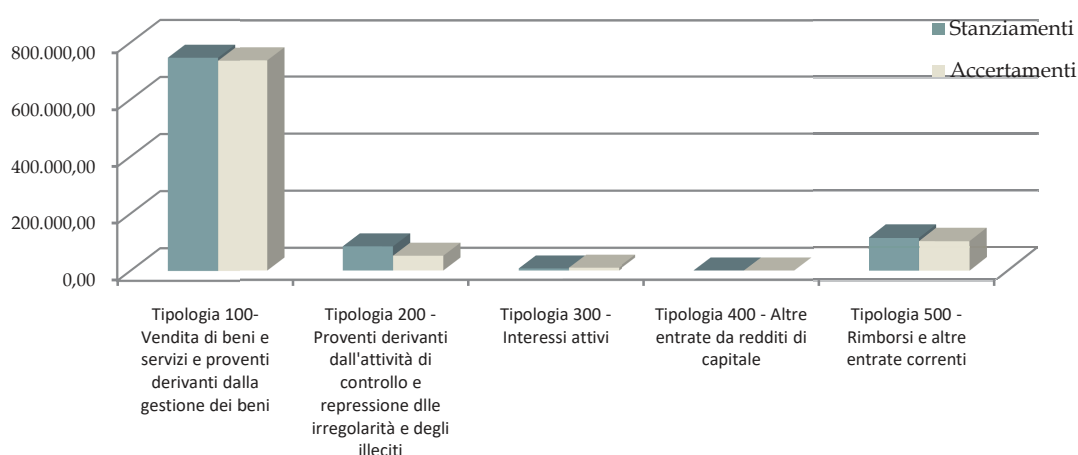 Stanziamenti
Accertamenti
800.000,00
600.000,00
400.000,00
200.000,00
0,00
Tipologia 100-
Vendita di beni e
servizi e proventi
derivanti dalla
gestione dei beni
Tipologia 200 -
Proventi derivanti
dall'attività di
controllo e
repressione dlle
irregolarità e degli
illeciti
Tipologia 300 -
Interessi attivi
Tipologia 400 - Altre
entrate da redditi di
capitale
Tipologia 500 -
Rimborsi e altre
entrate correnti